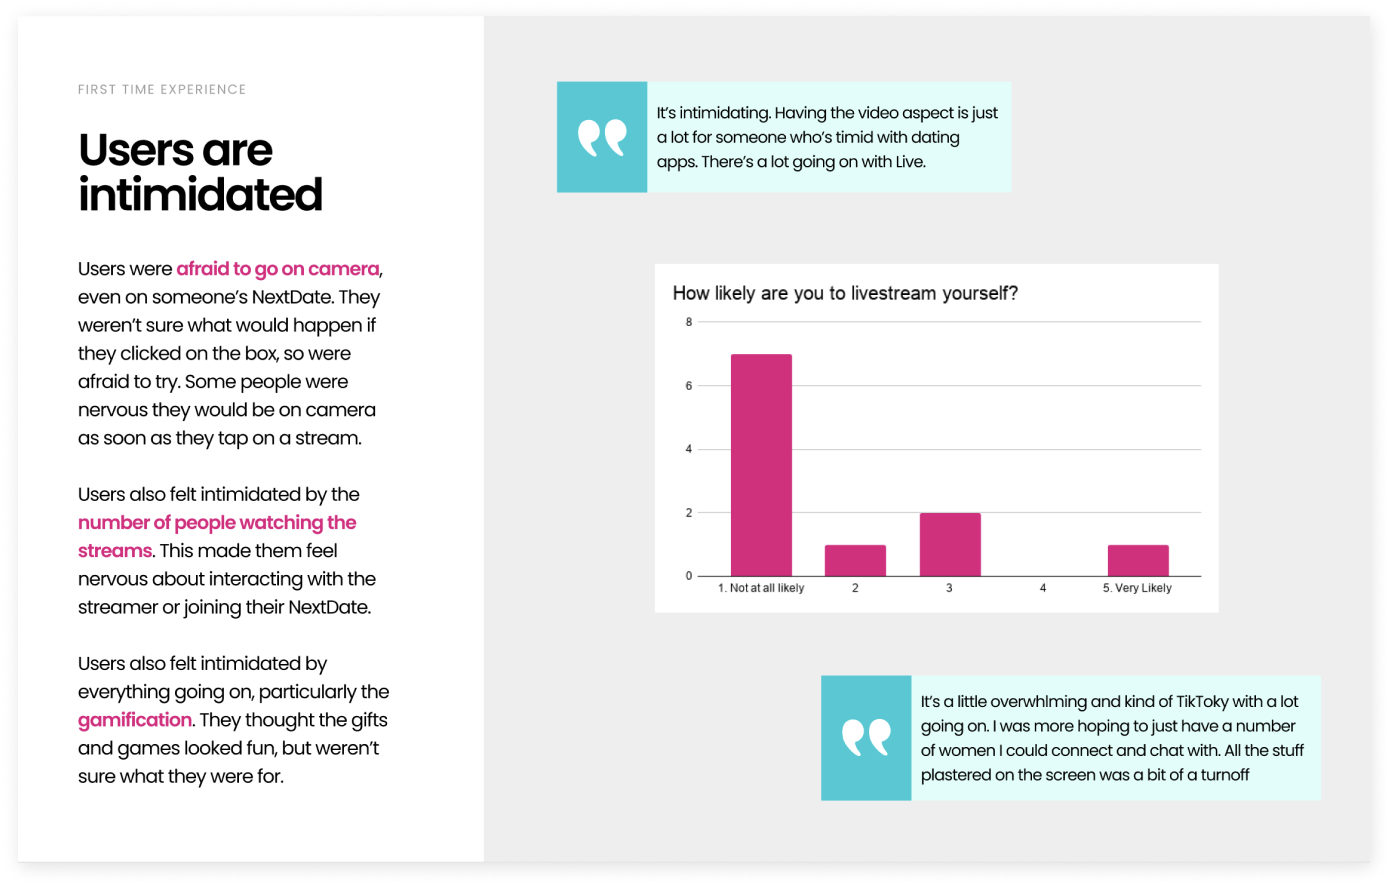 FIRST TIME EXPERIENCE
Users are
intimidated
Users were afraid to go on camera,
even on someone's NextDate. They
weren't sure what would happen if
they clicked on the box, so were
afraid to try. Some people were
nervous they would be on camera
as soon as they tap on a stream.
Users also felt intimidated by the
number of people watching the
streams. This made them feel
nervous about interacting with the
streamer or joining their NextDate.
Users also felt intimidated by
everything going on, particularly the
gamification. They thought the gifts
and games looked fun, but weren't
sure what they were for.
It's intimidating. Having the video aspect is just
a lot for someone who's timid with dating
apps. There's a lot going on with Live.
How likely are you to livestream yourself?
8
6
4
2
0
1. Not at all likely
2
3
4
5. Very Likely
It's a little overwhlming and kind of TikToky with a lot
going on. I was more hoping to just have a number
of women I could connect and chat with. All the stuff
plastered on the screen was a bit of a turnoff